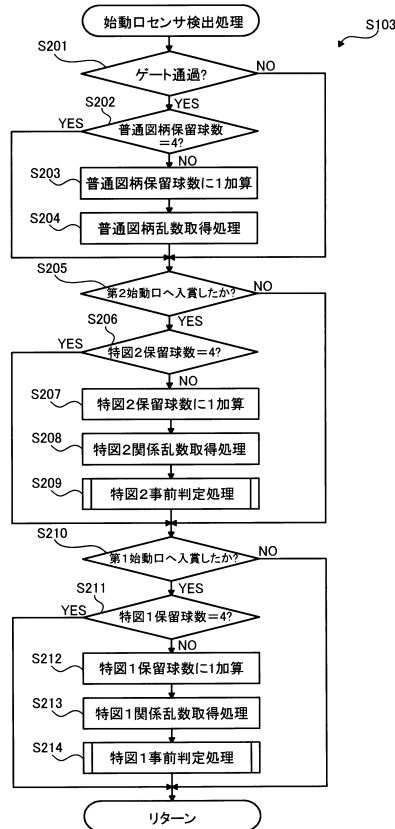 始動口センサ検出処理
S103
S201
ゲート通過?
NO
YES
S202
YES
普通図柄保留球数
=4?
NO
S203
普通図柄保留球数に1加算
S204
普通図柄乱数取得処理
S205
第2始動口へ入賞したか?
NO
YES
S206
YES
特図2保留球数=4?
NO
S207
特図2保留球数に1加算
S208
特図2関係乱数取得処理
S209
特図2事前判定処理
S210
第1始動口へ入賞したか?
NO
YES
S211
YES
特図1保留球数=4?
NO
S212
特図1保留球数に1加算
S213
特図1関係乱数取得処理
S214
特図1事前判定処理
リターン